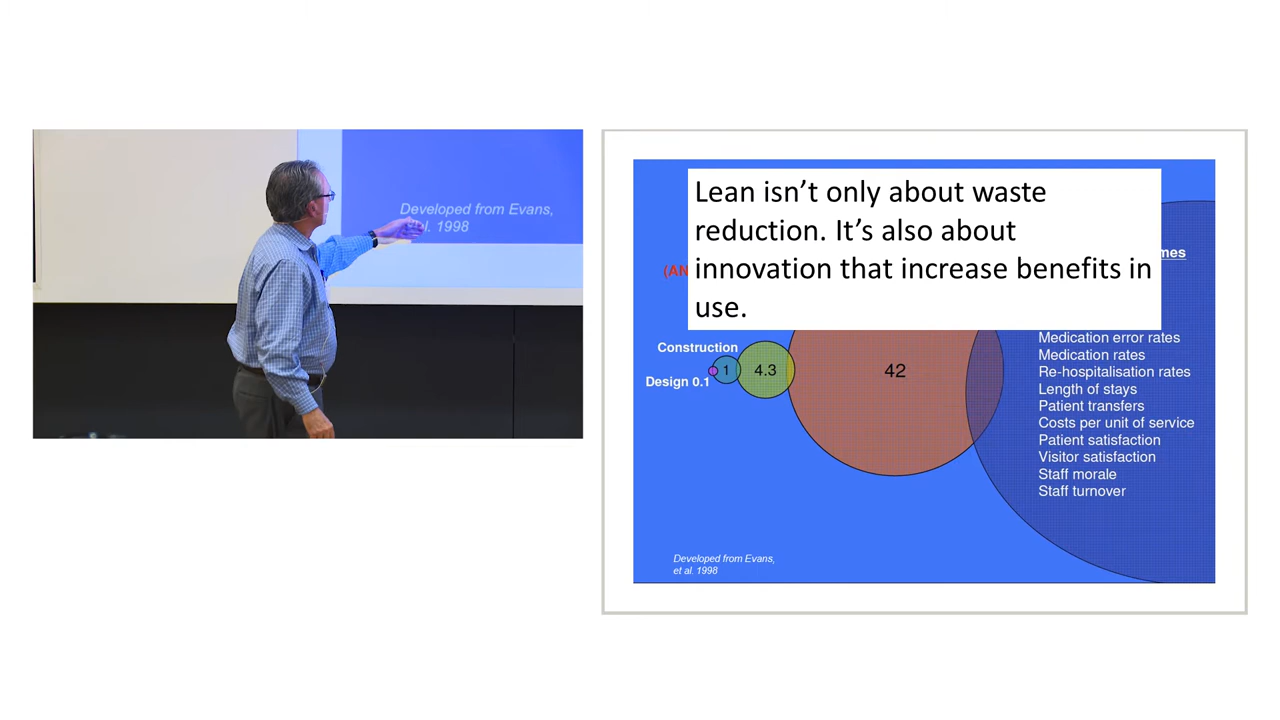 Developed from Evans,
al. 1998
Lean isn’t only about waste
reduction. It’s also about
innovation that increase benefits in
use.
mes
(AN
Medication error rates
Medication rates
Re-hospitalisation rates
Length of stays
Patient transfers
Costs per unit of service
Patient satisfaction
Visitor satisfaction
Staff morale
Staff turnover
Construction
1
4.3
42
Design 0.1
Developed from Evans,
et al. 1998